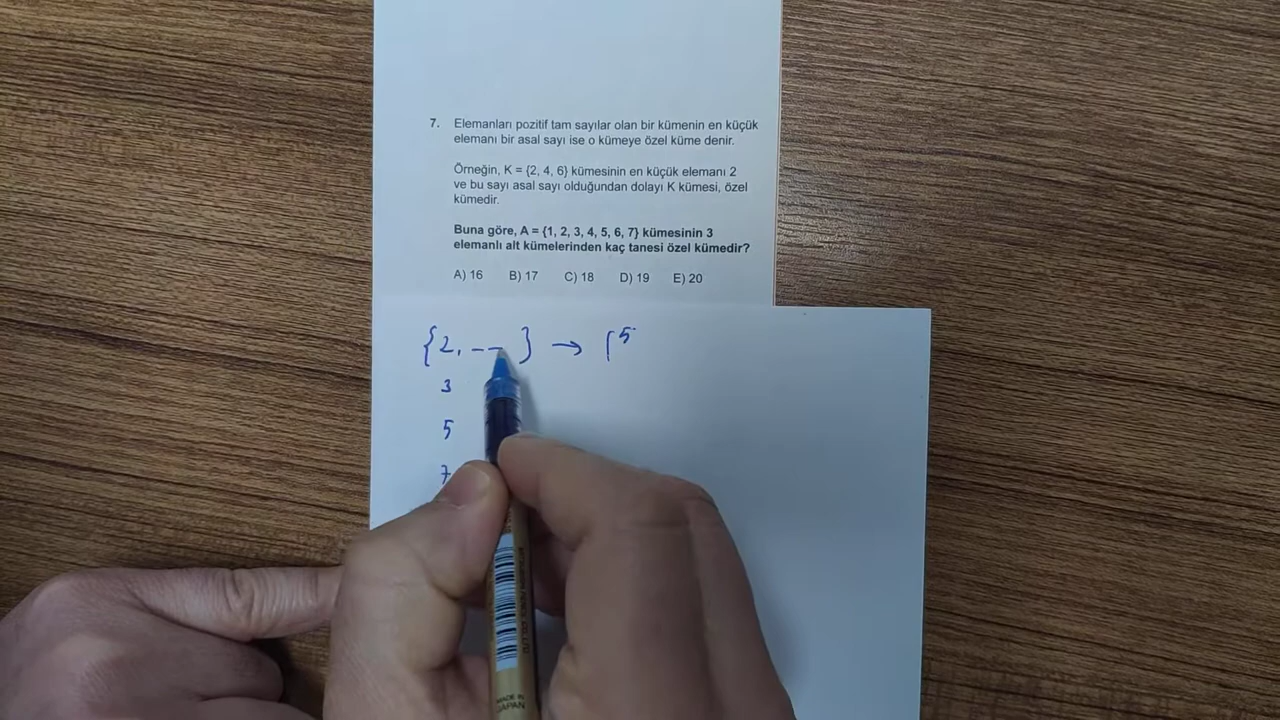 7. Elemanları pozitif tam sayılar olan bir kümenin en küçük
elemanı bir asal sayı ise o kümeye özel küme denir.
Örneğin, K = {2, 4, 6} kümesinin en küçük elemanı 2
ve bu sayı asal sayı olduğundan dolayı K kümesi, özel
kümedir.
Buna göre, A = {1, 2, 3, 4, 5, 6, 7} kümesinin 3
elemanlı alt kümelerinden kaç tanesi özel kümedir?
A) 16 B) 17 C) 18 D) 19 E) 20
{2, _ _ } → ( 5
3
5
7
MADE IN
JAPAN